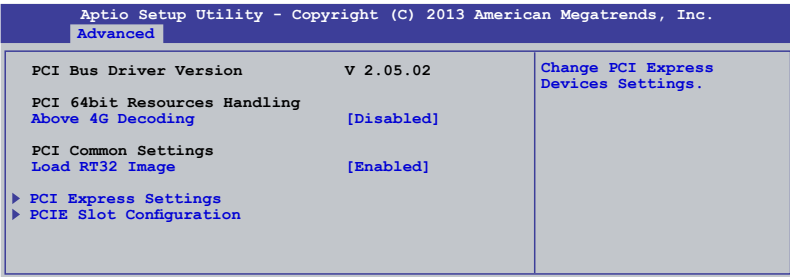 Aptio Setup Utility - Copyright (C) 2013 American Megatrends, Inc.
Advanced
PCI Bus Driver Version V 2.05.02
PCI 64bit Resources Handling
Above 4G Decoding [Disabled]
PCI Common Settings
Load RT32 Image [Enabled]
PCI Express Settings
PCIE Slot Configuration
Change PCI Express
Devices Settings.